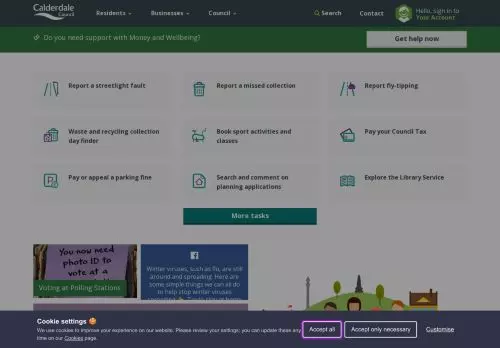 Calderdale
Council
Residents
Businesses
Council
Search
Contact
Hello, sign in to
Your Account
Do you need support with Money and Wellbeing?
Get help now
Report a streetlight fault
Report a missed collection
Report fly-tipping
Waste and recycling collection
day finder
Book sport activities and
classes
Pay your Council Tax
Pay or appeal a parking fine
Search and comment on
planning applications
Explore the Library Service
More tasks
You now need
photo ID to
vote at a
Voting at Polling Stations
Winter viruses, such as flu, are still
around and spreading! Here are
some simple things we can all do
to help stop winter viruses
Cookie settings 🍪
We use cookies to improve your experience on our website. Please review your settings; you can update these any
time on our Cookies page.
Accept all
Accept only necessary
Customise